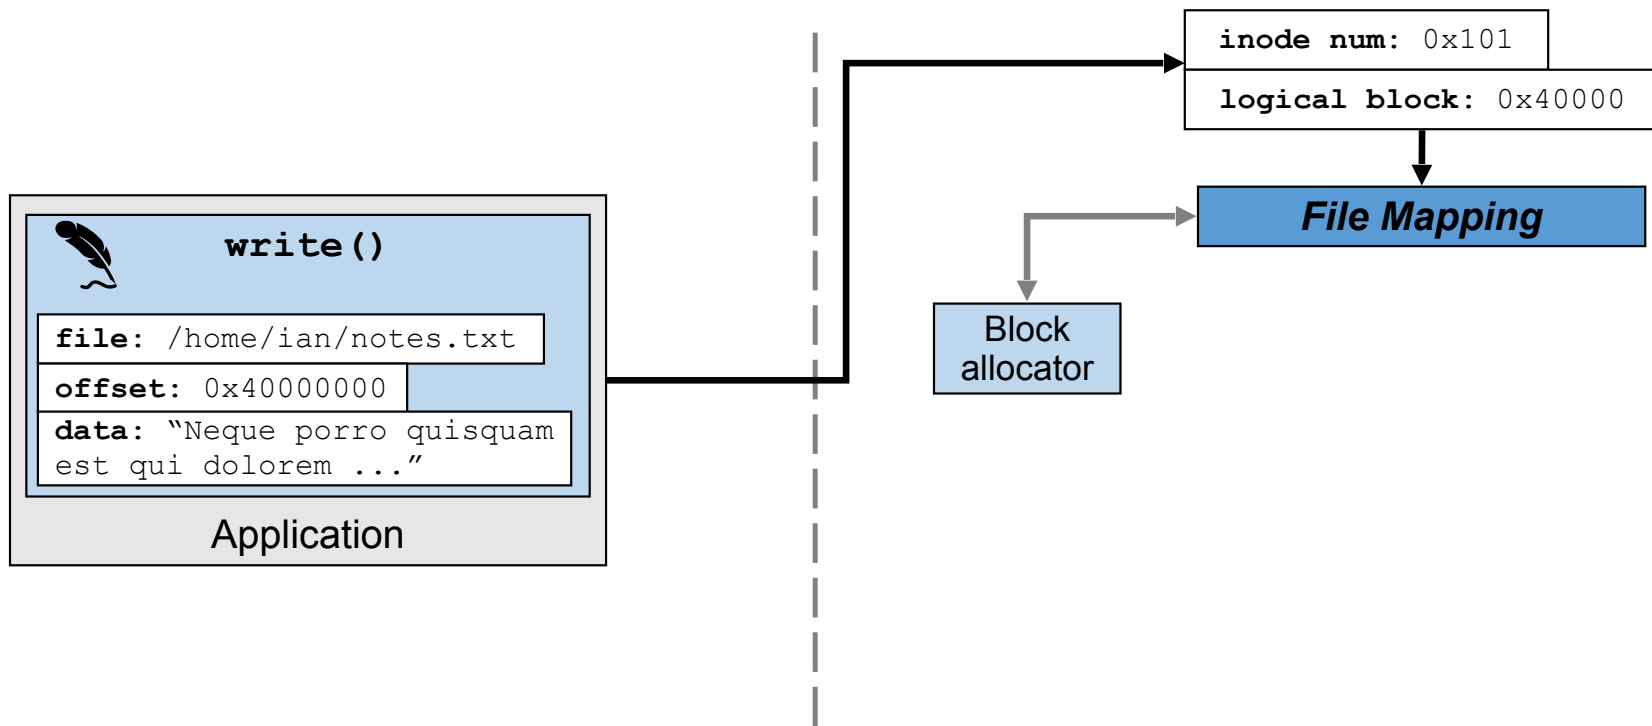 inode num: 0x101
logical block: 0x40000
File Mapping
write()
file: /home/ian/notes.txt
offset: 0x40000000
data: “Neque porro quisquam
est qui dolorem ...”
Application
Block
allocator